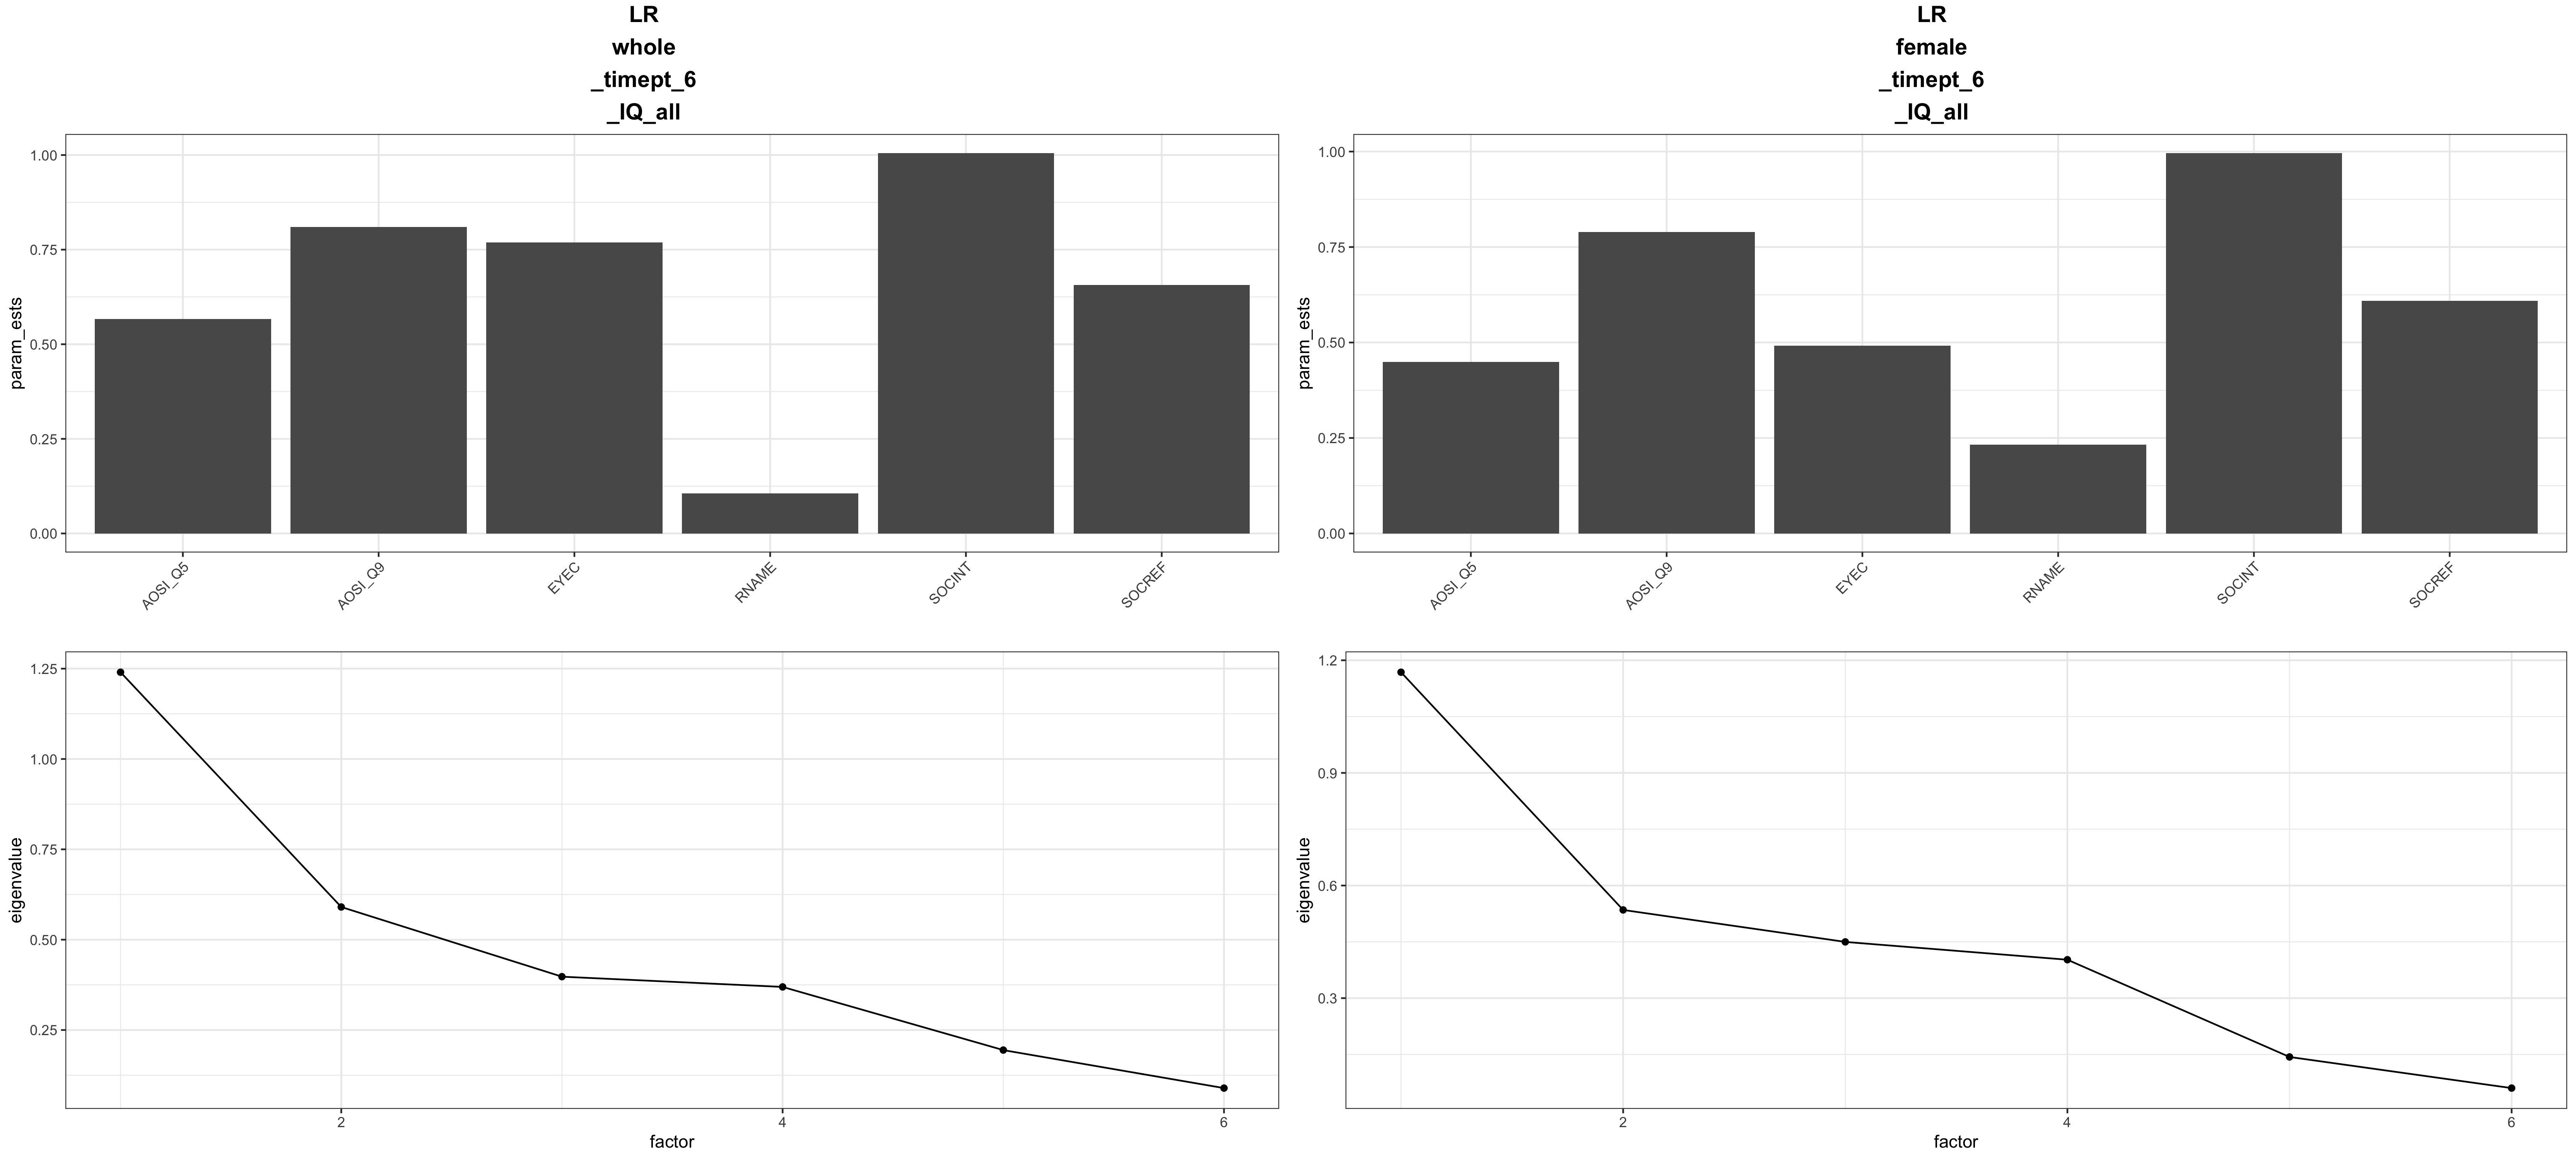 LR
whole
_timept_6
_IQ_all
param_ests
1.00
0.75
0.50
0.25
0.00
AOSI_Q5
AOSI_Q9
EYEC
RNAME
SOCINT
SOCREF
LR
female
_timept_6
_IQ_all
param_ests
1.00
0.75
0.50
0.25
0.00
AOSI_Q5
AOSI_Q9
EYEC
RNAME
SOCINT
SOCREF
eigenvalue
1.25
1.00
0.75
0.50
0.25
2
4
6
factor
eigenvalue
1.2
0.9
0.6
0.3
2
4
6
factor